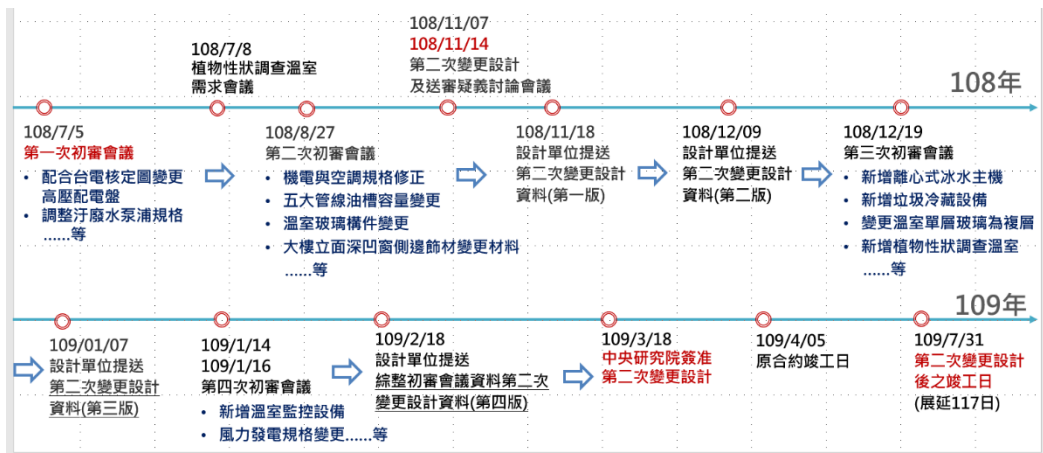 108年
108/7/5
第一次初審會議
• 配合台電核定圖變更
高壓配電盤
• 調整汙廢水泵浦規格
……等
108/7/8
植物性狀調查溫室
需求會議
108/8/27
第二次初審會議
• 機電與空調規格修正
• 五大管線油槽容量變更
• 溫室玻璃構件變更
• 大樓立面深凹窗側邊飾材變更材料
……等
108/11/07
108/11/14
第二次變更設計
及送審疑義討論會議
108/11/18
設計單位提送
第二次變更設計
資料(第一版)
108/12/09
設計單位提送
第二次變更設計
資料(第二版)
108/12/19
第三次初審會議
• 新增離心式冰水主機
• 新增垃圾冷藏設備
• 變更溫室單層玻璃為複層
• 新增植物性狀調查溫室
……等
109年
109/01/07
設計單位提送
第二次變更設計
資料(第三版)
109/1/14
109/1/16
第四次初審會議
• 新增溫室監控設備
• 風力發電規格變更……等
109/2/18
設計單位提送
綜整初審會議資料第二次
變更設計資料(第四版)
109/3/18
中央研究院簽准
第二次變更設計
109/4/05
原合約竣工日
109/7/31
第二次變更設計
後之竣工日
(展延117日)